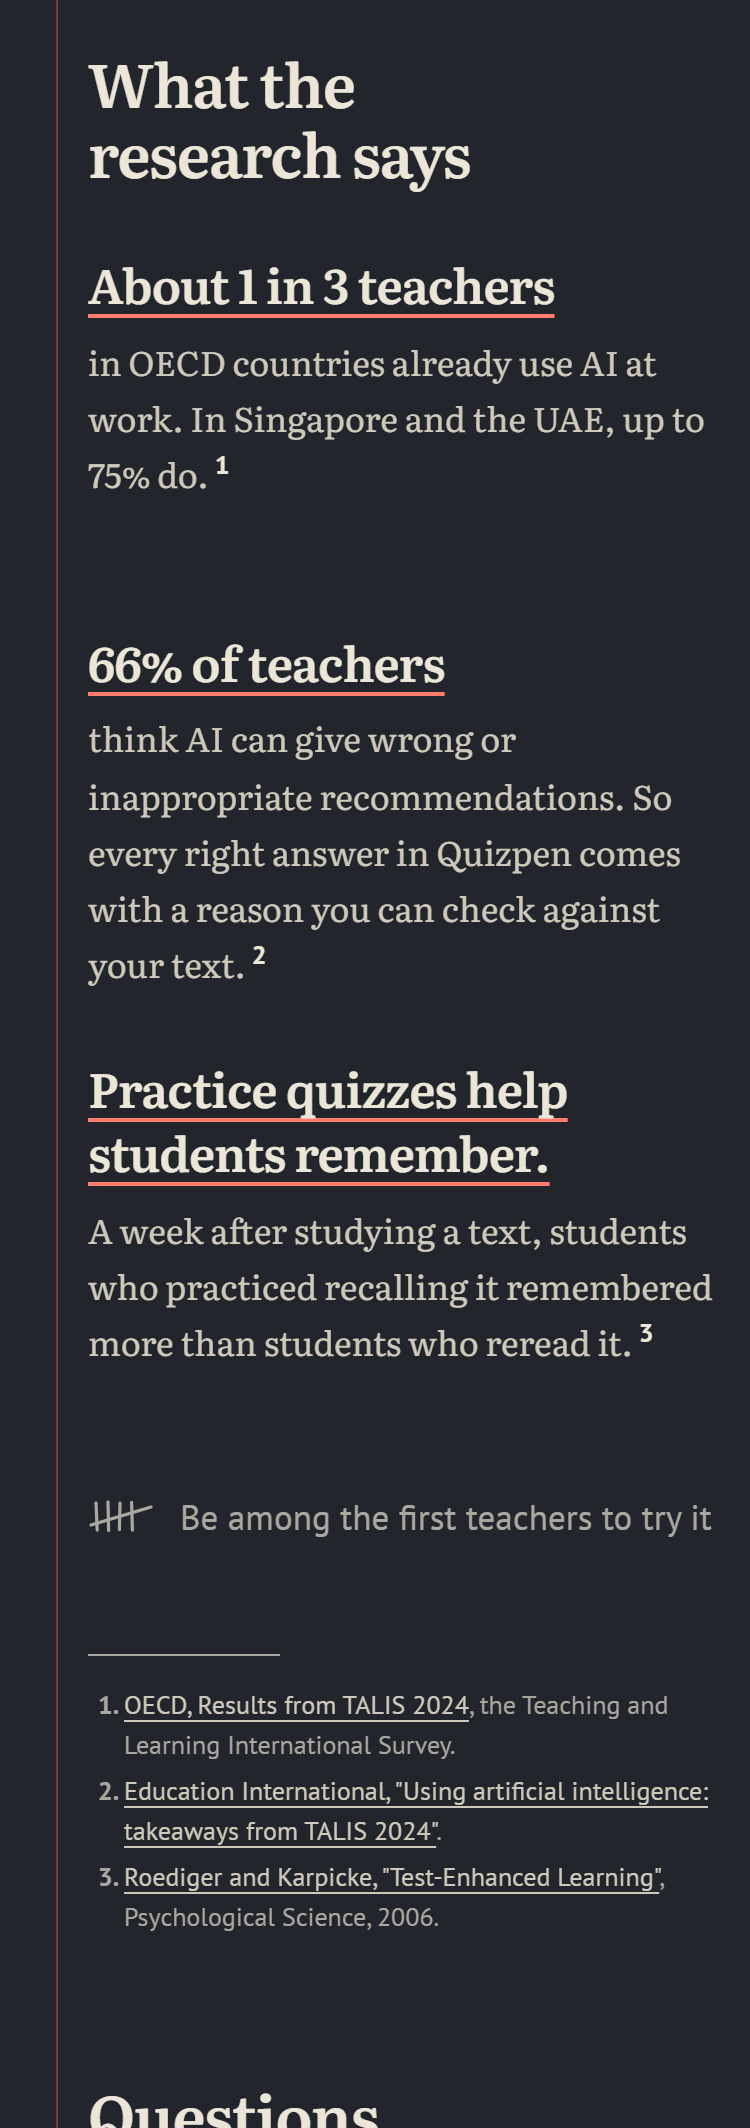 What the
research says
About 1 in 3 teachers
in OECD countries already use AI at
work. In Singapore and the UAE, up to
75% do. 1
66% of teachers
think AI can give wrong or
inappropriate recommendations. So
every right answer in Quizpen comes
with a reason you can check against
your text. 2
Practice quizzes help
students remember.
A week after studying a text, students
who practiced recalling it remembered
more than students who reread it. 3
Be among the first teachers to try it
1. OECD, Results from TALIS 2024, the Teaching and
Learning International Survey.
2. Education International, "Using artificial intelligence:
takeaways from TALIS 2024".
3. Roediger and Karpicke, "Test-Enhanced Learning",
Psychological Science, 2006.
Questions